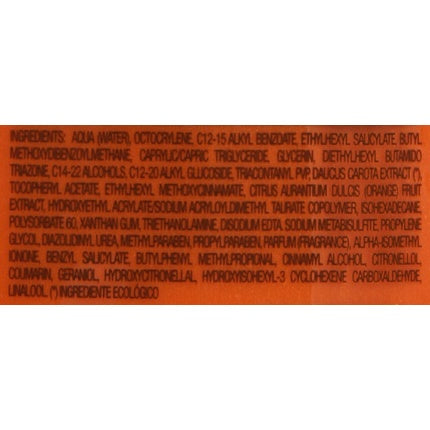 INGREDIENTS: AQUA (WATER), OCTOCRYLENE, C12-15 ALKYL BENZOATE, ETHYLHEXYL SALICYLATE, BUTYL
METHOXYDIBENZOYLMETHANE, CAPRYLIC/CAPRIC TRIGLYCERIDE, GLYCERIN, DIETHYLHEXYL BUTAMIDO
TRIAZONE, C14-22 ALCOHOLS, C12-20 ALKYL GLUCOSIDE, TRIACONTANYL PVP, DAUCUS CAROTA EXTRACT (*),
TOCOPHERYL ACETATE, ETHYLHEXYL METHOXYCINNAMATE, CITRUS AURANTIUM DULCIS (ORANGE) FRUIT
EXTRACT, HYDROXYETHYL ACRYLATE/SODIUM ACRYLOYLDIMETHYL TAURATE COPOLYMER, ISOHEXADECANE,
POLYSORBATE 60, XANTHAN GUM, TRIETHANOLAMINE, DISODIUM EDTA, SODIUM METABISULFITE, PROPYLENE
GLYCOL, DIAZOLIDINYL UREA, METHYLPARABEN, PROPYLPARABEN, PARFUM (FRAGRANCE), ALPHA-ISOMETHYL
IONONE, BENZYL SALICYLATE, BUTYLPHENYL METHYLPROPIONAL, CINNAMYL ALCOHOL, CITRONELLOL,
COUMARIN, GERANIOL, HYDROXYCITRONELLAL, HYDROXYISOHEXYL-3 CYCLOHEXENE CARBOXALDEHYDE,
LINALOOL. (*) INGREDIENTE ECOLÓGICO